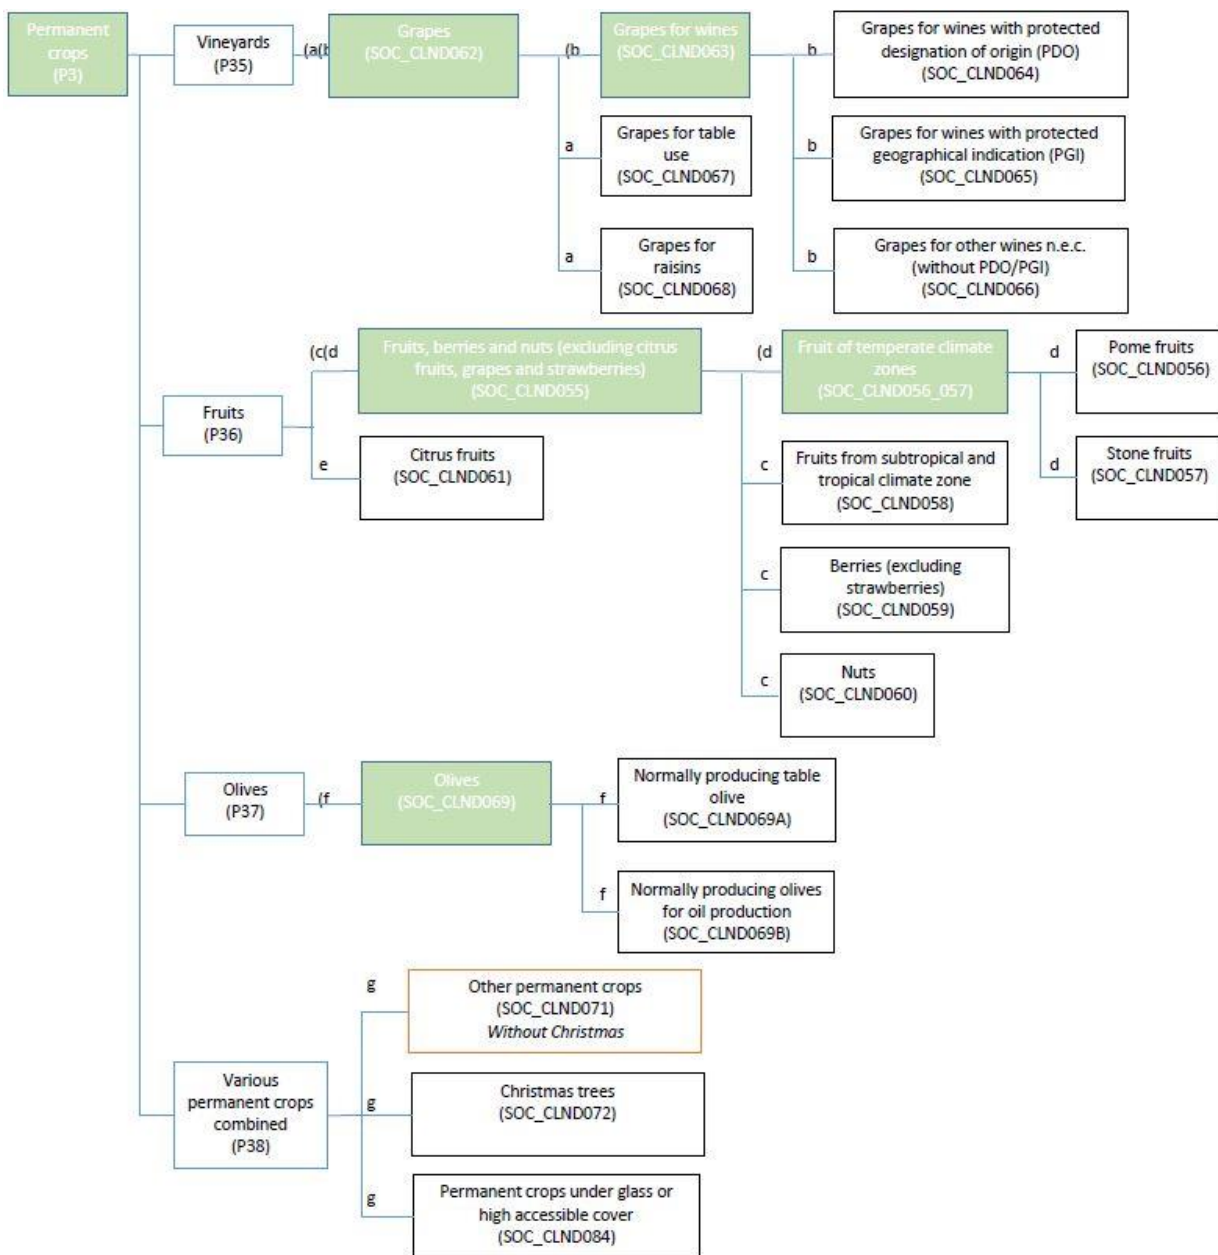 Permanent
crops
(P3)
Vineyards
(P35)
(a(b
Grapes
(SOC_CLND062)
(b
Grapes for wines
(SOC_CLND063)
b
Grapes for wines with protected
designation of origin (PDO)
(SOC_CLND064)
a
Grapes for table
use
(SOC_CLND067)
b
Grapes for wines with protected
geographical indication (PGI)
(SOC_CLND065)
a
Grapes for
raisins
(SOC_CLND068)
b
Grapes for other wines n.e.c.
(without PDO/PGI)
(SOC_CLND066)
Fruits
(P36)
(c(d
Fruits, berries and nuts (excluding citrus
fruits, grapes and strawberries)
(SOC_CLND055)
(d
Fruit of temperate climate
zones
(SOC_CLND056_057)
d
Pome fruits
(SOC_CLND056)
e
Citrus fruits
(SOC_CLND061)
c
Fruits from subtropical and
tropical climate zone
(SOC_CLND058)
d
Stone fruits
(SOC_CLND057)
c
Berries (excluding
strawberries)
(SOC_CLND059)
c
Nuts
(SOC_CLND060)
Olives
(P37)
(f
Olives
(SOC_CLND069)
f
Normally producing table
olive
(SOC_CLND069A)
f
Normally producing olives
for oil production
(SOC_CLND069B)
Various
permanent crops
combined
(P38)
g
Other permanent crops
(SOC_CLND071)
Without Christmas
g
Christmas trees
(SOC_CLND072)
g
Permanent crops under glass or
high accessible cover
(SOC_CLND084)